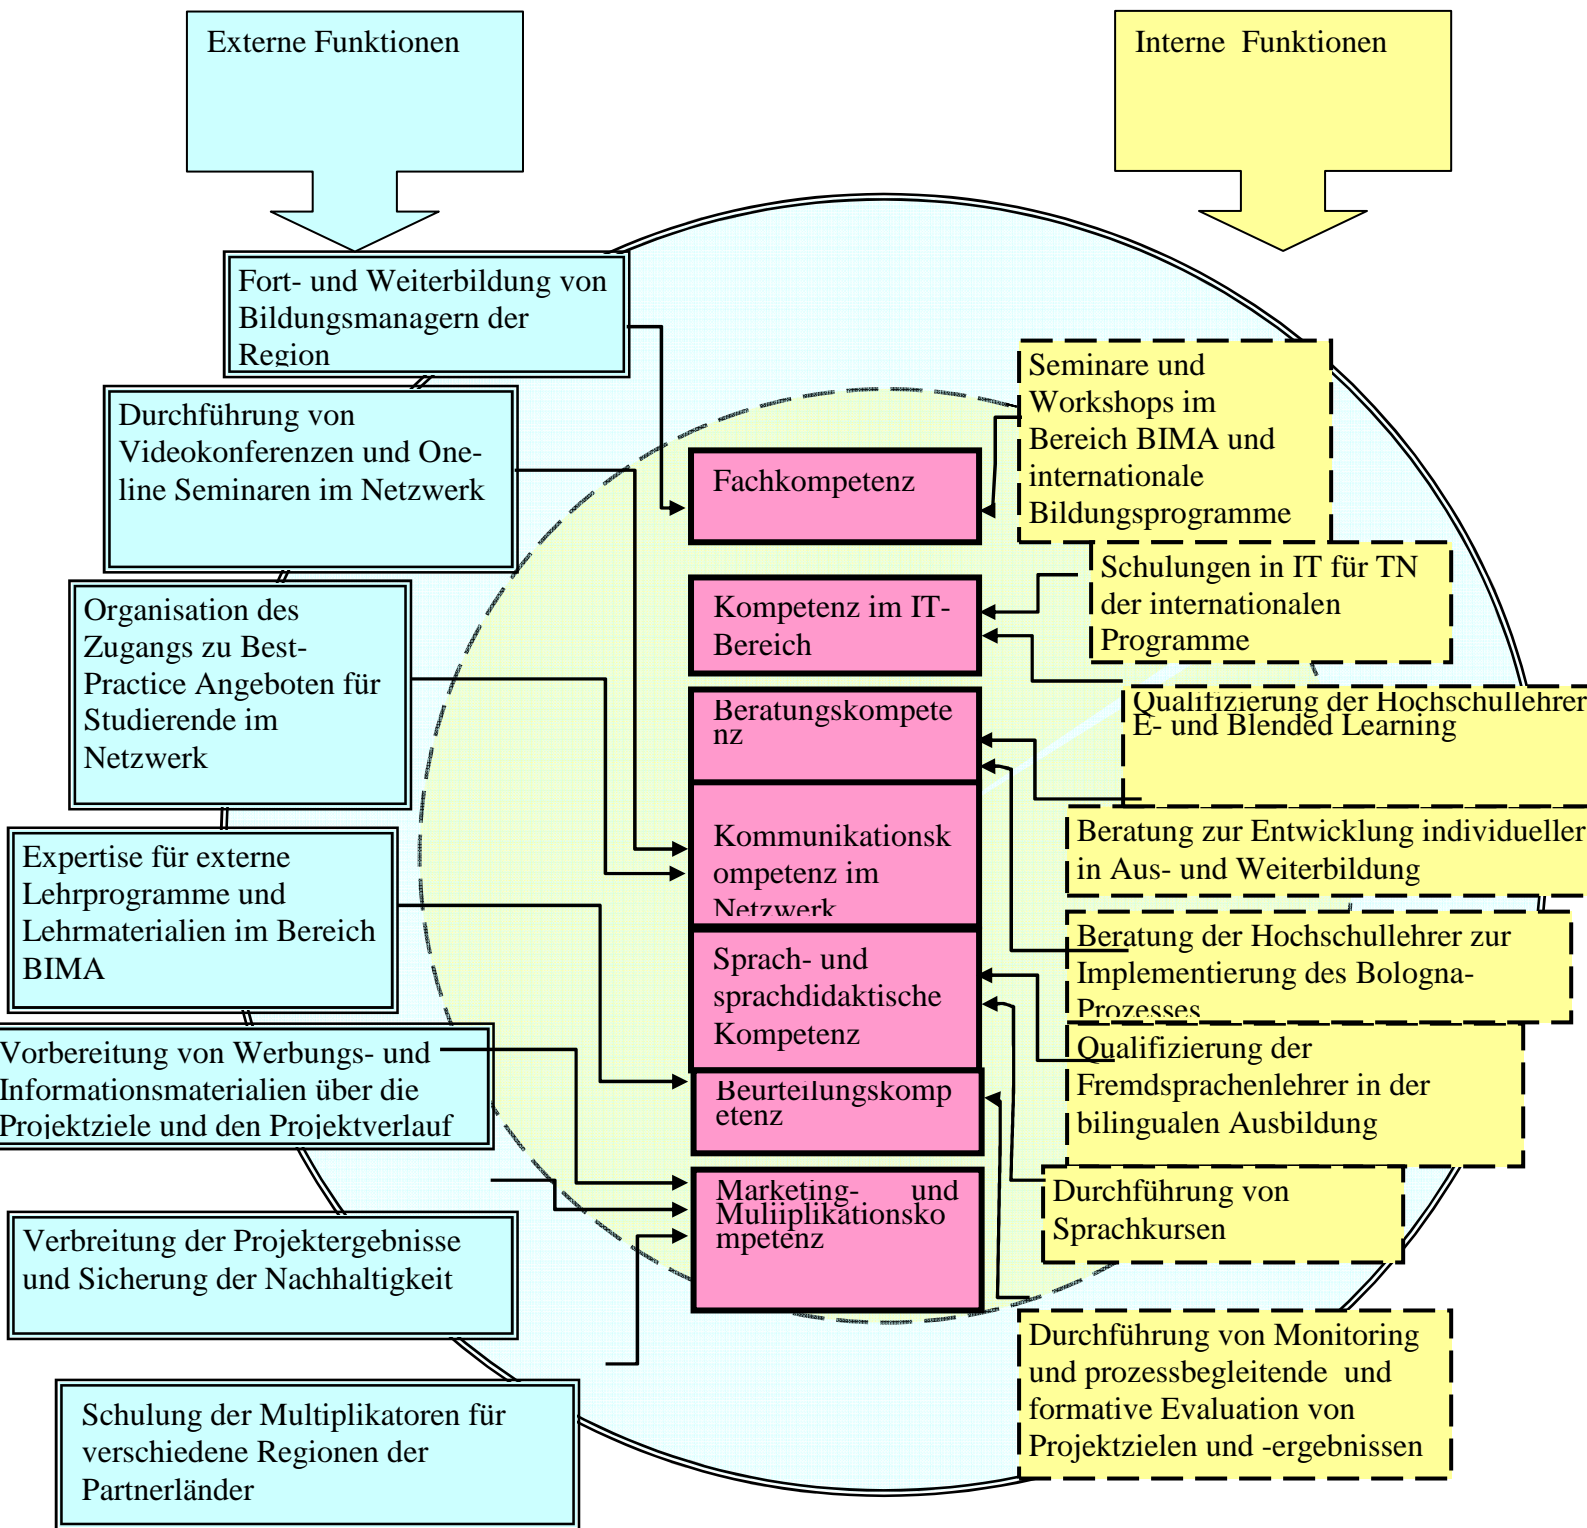 Externe Funktionen
Interne  Funktionen
Fort- und Weiterbildung von
Bildungsmanagern der
Region
Durchführung von
Videokonferenzen und One-
line Seminaren im Netzwerk
Organisation des
Zugangs zu Best-
Practice Angeboten für
Studierende im
Netzwerk
Expertise für externe
Lehrprogramme und
Lehrmaterialien im Bereich
BIMA
Vorbereitung von Werbungs- und
Informationsmaterialien über die
Projektziele und den Projektverlauf
Verbreitung der Projektergebnisse
und Sicherung der Nachhaltigkeit
Schulung der Multiplikatoren für
verschiedene Regionen der
Partnerländer
Fachkompetenz
Kompetenz im IT-
Bereich
Beratungskompete
nz
Kommunikationsk
ompetenz im
Netzwerk
Sprach- und
sprachdidaktische
Kompetenz
Beurteilungskomp
etenz
Marketing- und
Muliiplikationsko
mpetenz
Seminare und
Workshops im
Bereich BIMA und
internationale
Bildungsprogramme
Schulungen in IT für TN
der internationalen
Programme
Qualifizierung der Hochschullehrer
E- und Blended Learning
Beratung zur Entwicklung individueller
in Aus- und Weiterbildung
Beratung der Hochschullehrer zur
Implementierung des Bologna-
Prozesses
Qualifizierung der
Fremdsprachenlehrer in der
bilingualen Ausbildung
Durchführung von
Sprachkursen
Durchführung von Monitoring
und prozessbegleitende  und
formative Evaluation von
Projektzielen und -ergebnissen